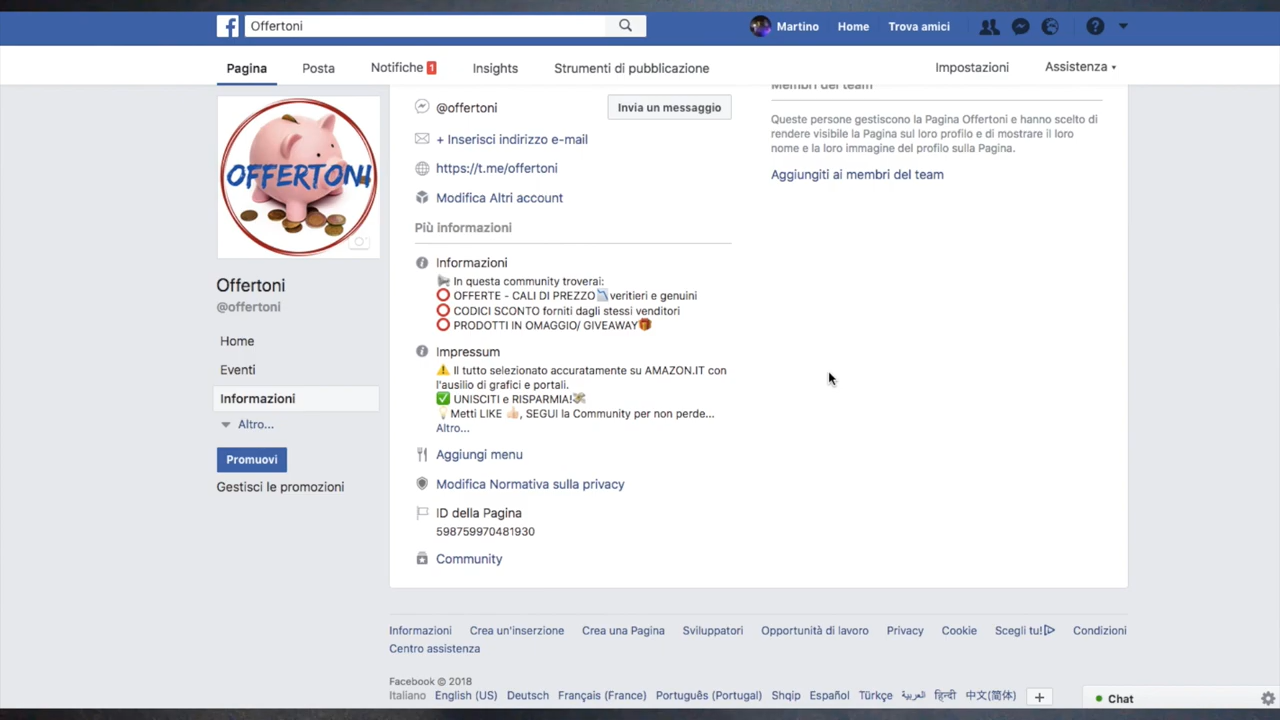 Offertoni
Martino
Home
Trova amici
Pagina
Posta
Notifiche 1
Insights
Strumenti di pubblicazione
Impostazioni
Assistenza
OFFERTONI
Offertoni
@offertoni
Home
Eventi
Informazioni
Altro...
Promuovi
Gestisci le promozioni
@offertoni
Invia un messaggio
+ Inserisci indirizzo e-mail
https://t.me/offertoni
Modifica Altri account
Più informazioni
Informazioni
📢 In questa community troverai:
⭕ OFFERTE - CALI DI PREZZO📉veritieri e genuini
⭕ CODICI SCONTO forniti dagli stessi venditori
⭕ PRODOTTI IN OMAGGIO/ GIVEAWAY🎁
Impressum
⚠️ Il tutto selezionato accuratamente su AMAZON.IT con
l'ausilio di grafici e portali.
✅ UNISCITI e RISPARMIA!💸
💡Metti LIKE 👍🏻, SEGUI la Community per non perde...
Altro...
Aggiungi menu
Modifica Normativa sulla privacy
ID della Pagina
598759970481930
Community
Membri del team
Queste persone gestiscono la Pagina Offertoni e hanno scelto di
rendere visibile la Pagina sul loro profilo e di mostrare il loro
nome e la loro immagine del profilo sulla Pagina.
Aggiungiti ai membri del team
Informazioni Crea un'inserzione Crea una Pagina Sviluppatori Opportunità di lavoro Privacy Cookie Scegli tu! Condizioni
Centro assistenza
Facebook © 2018
Italiano English (US) Deutsch Français (France) Português (Portugal) Shqip Español Türkçe العربية हिन्दी 中文(简体) +
Chat